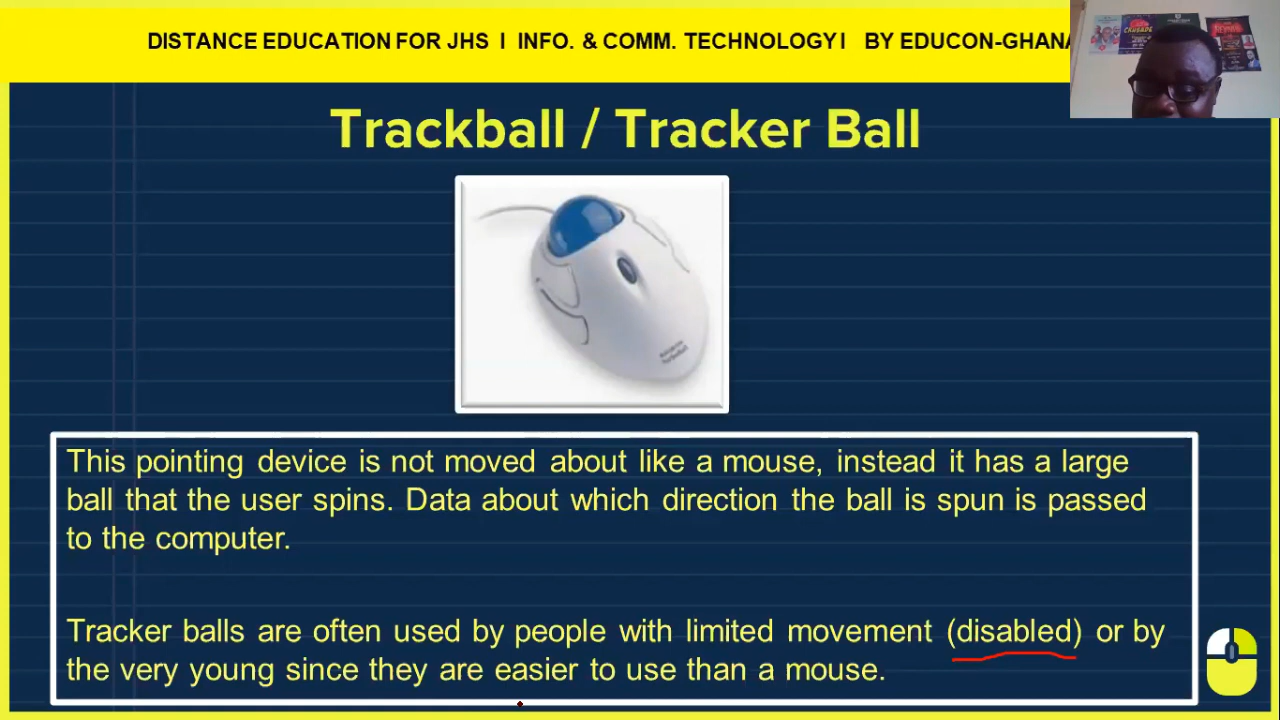 DISTANCE EDUCATION FOR JHS I INFO. & COMM. TECHNOLOGY I BY EDUCON-GHANA
Trackball / Tracker Ball
This pointing device is not moved about like a mouse, instead it has a large
ball that the user spins. Data about which direction the ball is spun is passed
to the computer.
Tracker balls are often used by people with limited movement (disabled) or by
the very young since they are easier to use than a mouse.